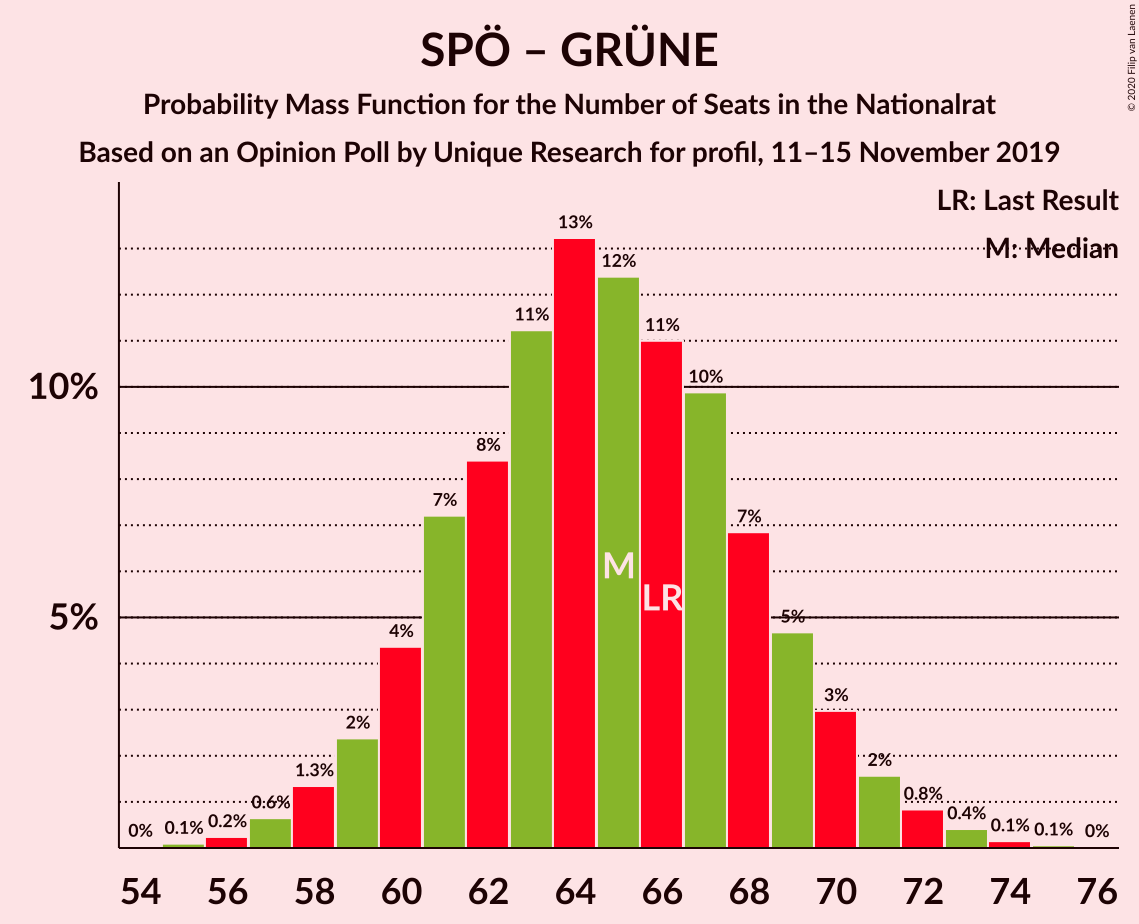 SPÖ – GRÜNE
Probability Mass Function for the Number of Seats in the Nationalrat
Based on an Opinion Poll by Unique Research for profil, 11–15 November 2019
© 2020 Filip van Laenen
LR: Last Result
M: Median
10%
5%
0%
0.1%
0.2%
0.6%
1.3%
2%
4%
7%
8%
11%
13%
12%
11%
10%
7%
5%
3%
2%
0.8%
0.4%
0.1%
0.1%
0%
M
LR
54 56 58 60 62 64 66 68 70 72 74 76